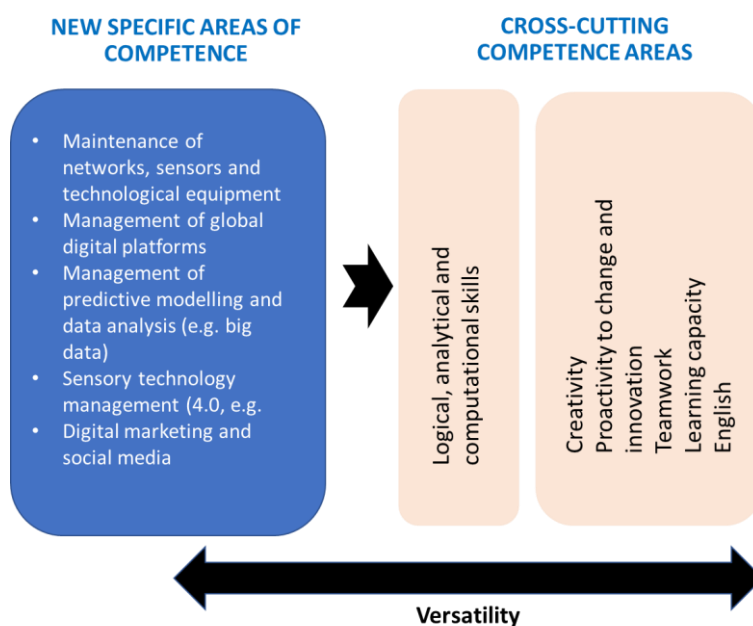 NEW SPECIFIC AREAS OF
COMPETENCE
• Maintenance of
networks, sensors and
technological equipment
• Management of global
digital platforms
• Management of
predictive modelling and
data analysis (e.g. big
data)
• Sensory technology
management (4.0, e.g.
• Digital marketing and
social media
CROSS-CUTTING
COMPETENCE AREAS
Logical, analytical and
computational skills
Creativity
Proactivity to change and
innovation
Teamwork
Learning capacity
English
Versatility